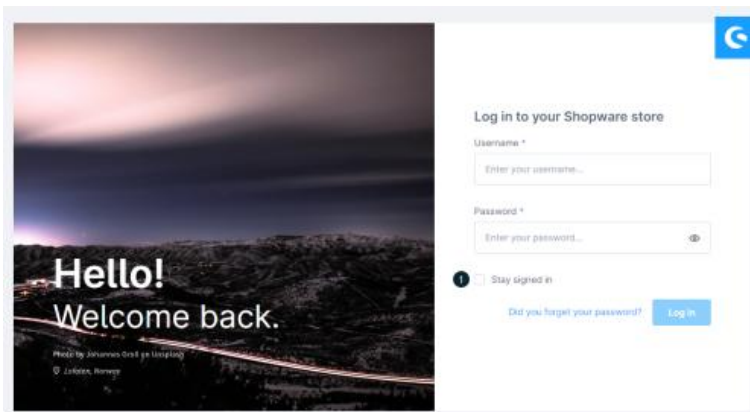 Hello!
Welcome back.
Photo by Johannes Groll on Unsplash
Lofoten, Norway
Log in to your Shopware store
Username *
Enter your username...
Password *
Enter your password...
1
Stay signed in
Did you forget your password?
Log in